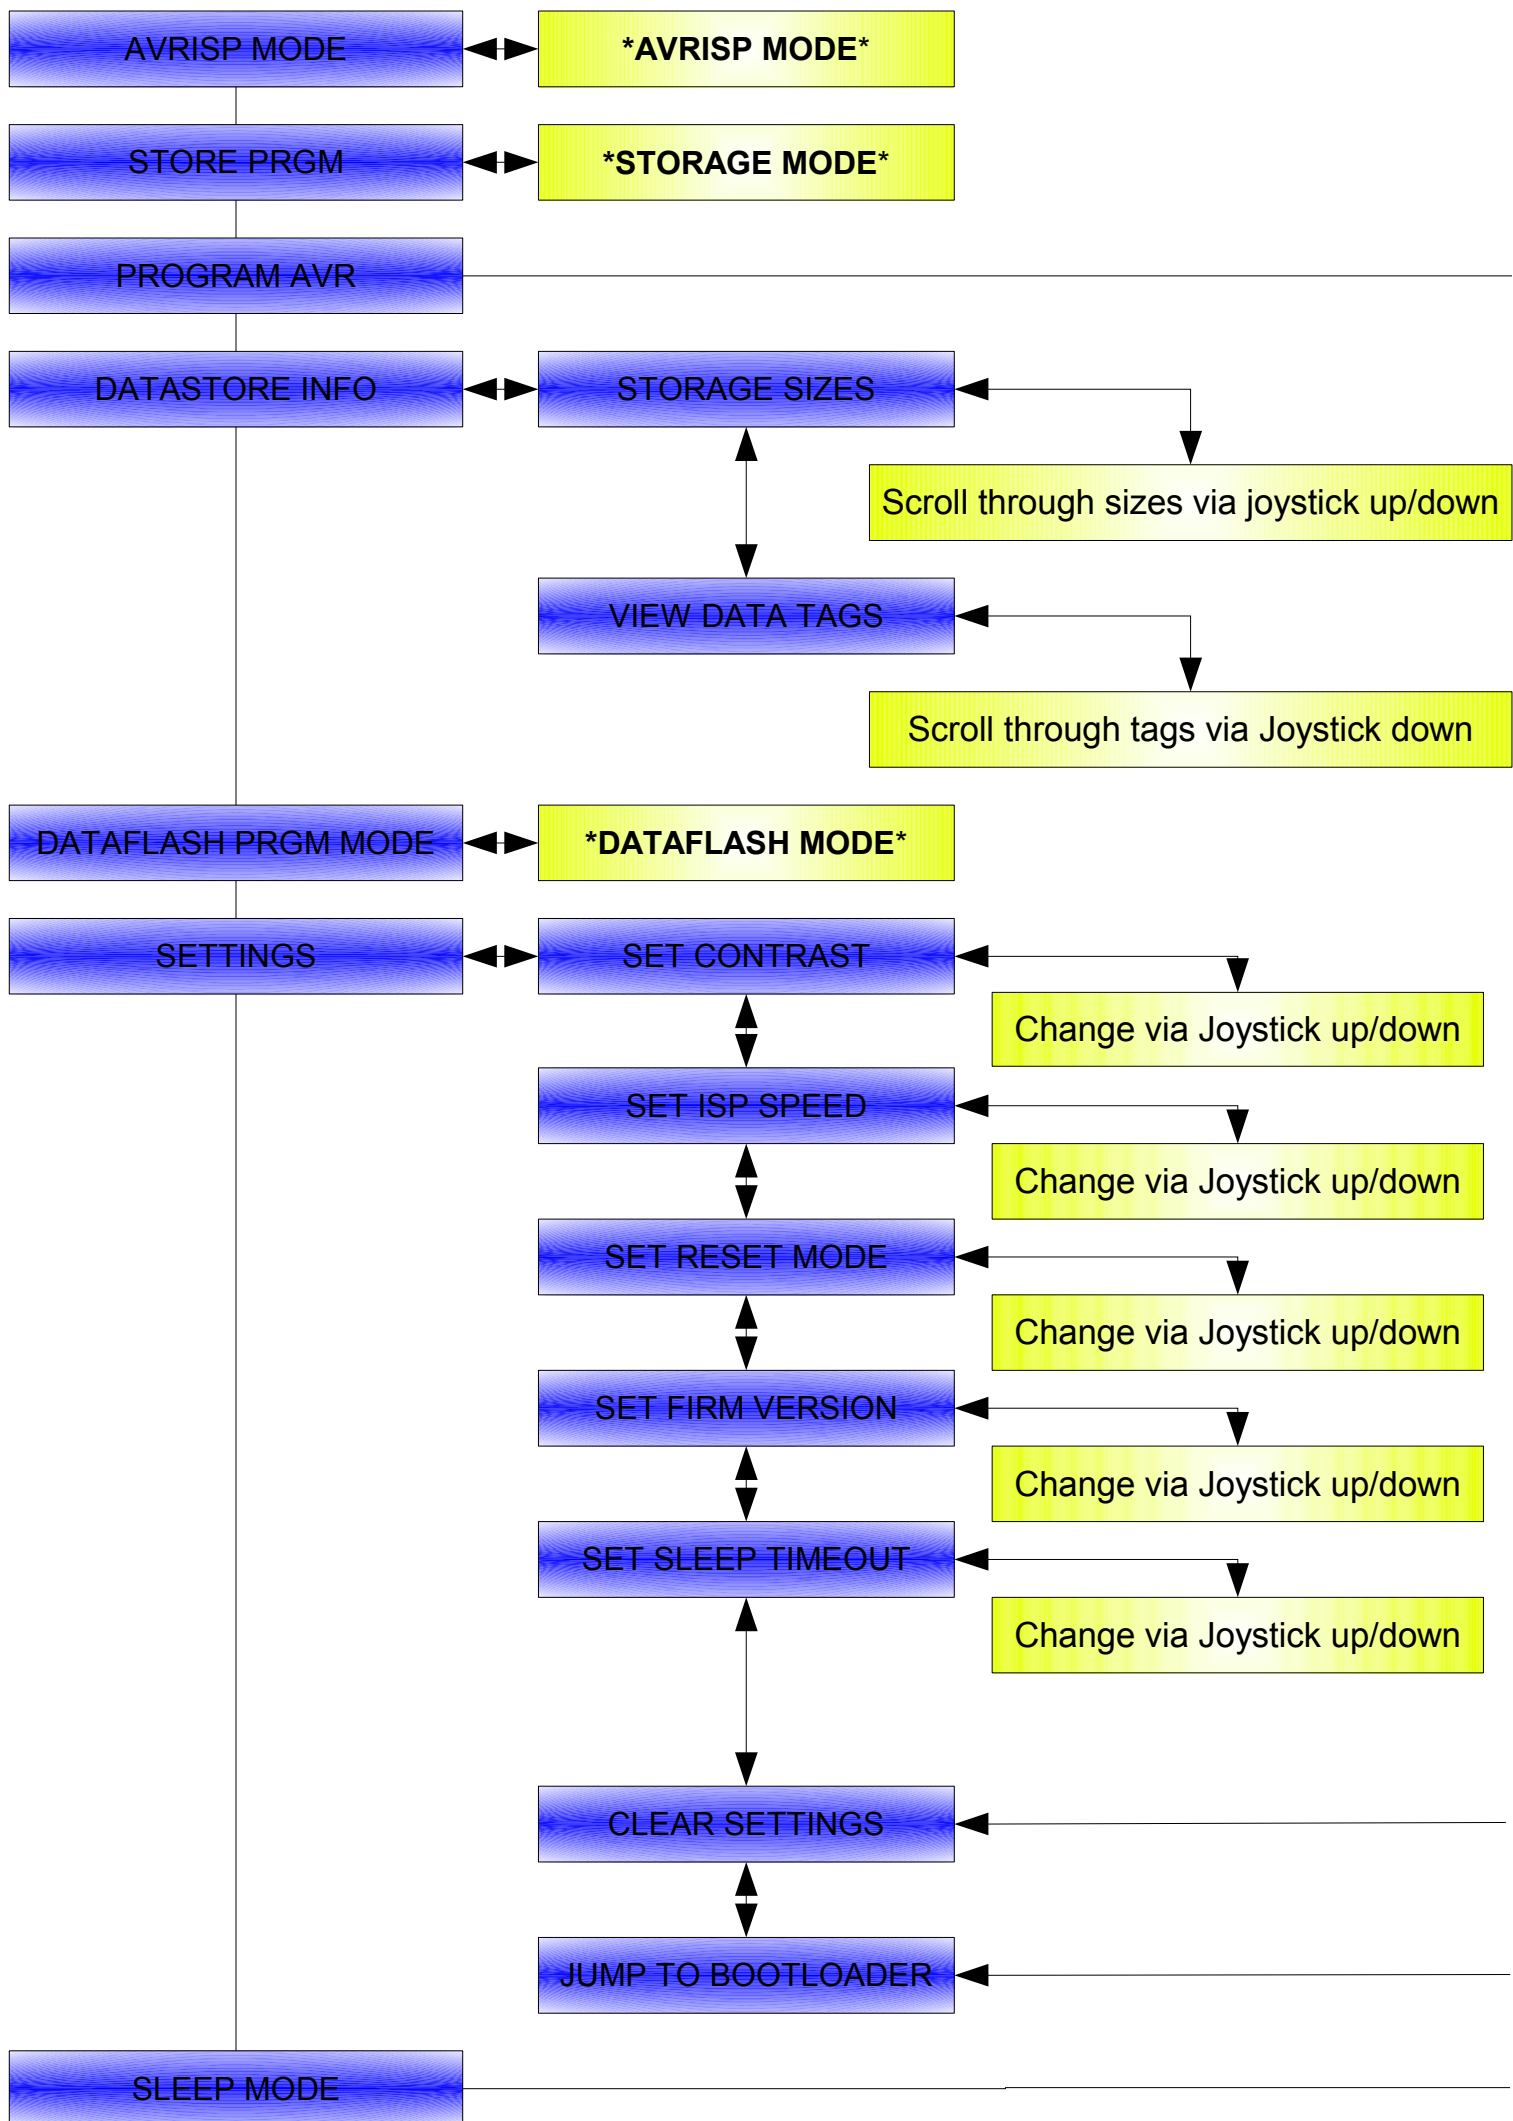 AVRISP MODE
*AVRISP MODE*
STORE PRGM
*STORAGE MODE*
PROGRAM AVR
DATASTORE INFO
STORAGE SIZES
Scroll through sizes via joystick up/down
VIEW DATA TAGS
Scroll through tags via Joystick down
DATAFLASH PRGM MODE
*DATAFLASH MODE*
SETTINGS
SET CONTRAST
Change via Joystick up/down
SET ISP SPEED
Change via Joystick up/down
SET RESET MODE
Change via Joystick up/down
SET FIRM VERSION
Change via Joystick up/down
SET SLEEP TIMEOUT
Change via Joystick up/down
CLEAR SETTINGS
JUMP TO BOOTLOADER
SLEEP MODE